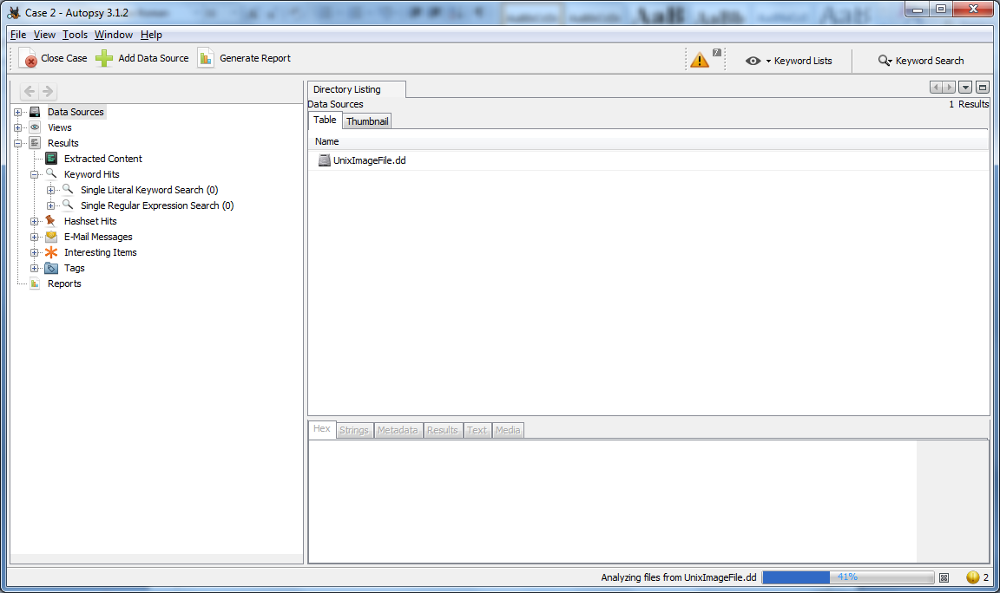 Case 2 - Autopsy 3.1.2
File View Tools Window Help
Close Case Add Data Source Generate Report 7 Keyword Lists Keyword Search
Data Sources
Views
Results
Extracted Content
Keyword Hits
Single Literal Keyword Search (0)
Single Regular Expression Search (0)
Hashset Hits
E-Mail Messages
Interesting Items
Tags
Reports
Directory Listing
Data Sources 1 Results
Table Thumbnail
Name
UnixImageFile.dd
Hex Strings Metadata Results Text Media
Analyzing files from UnixImageFile.dd 41% 2